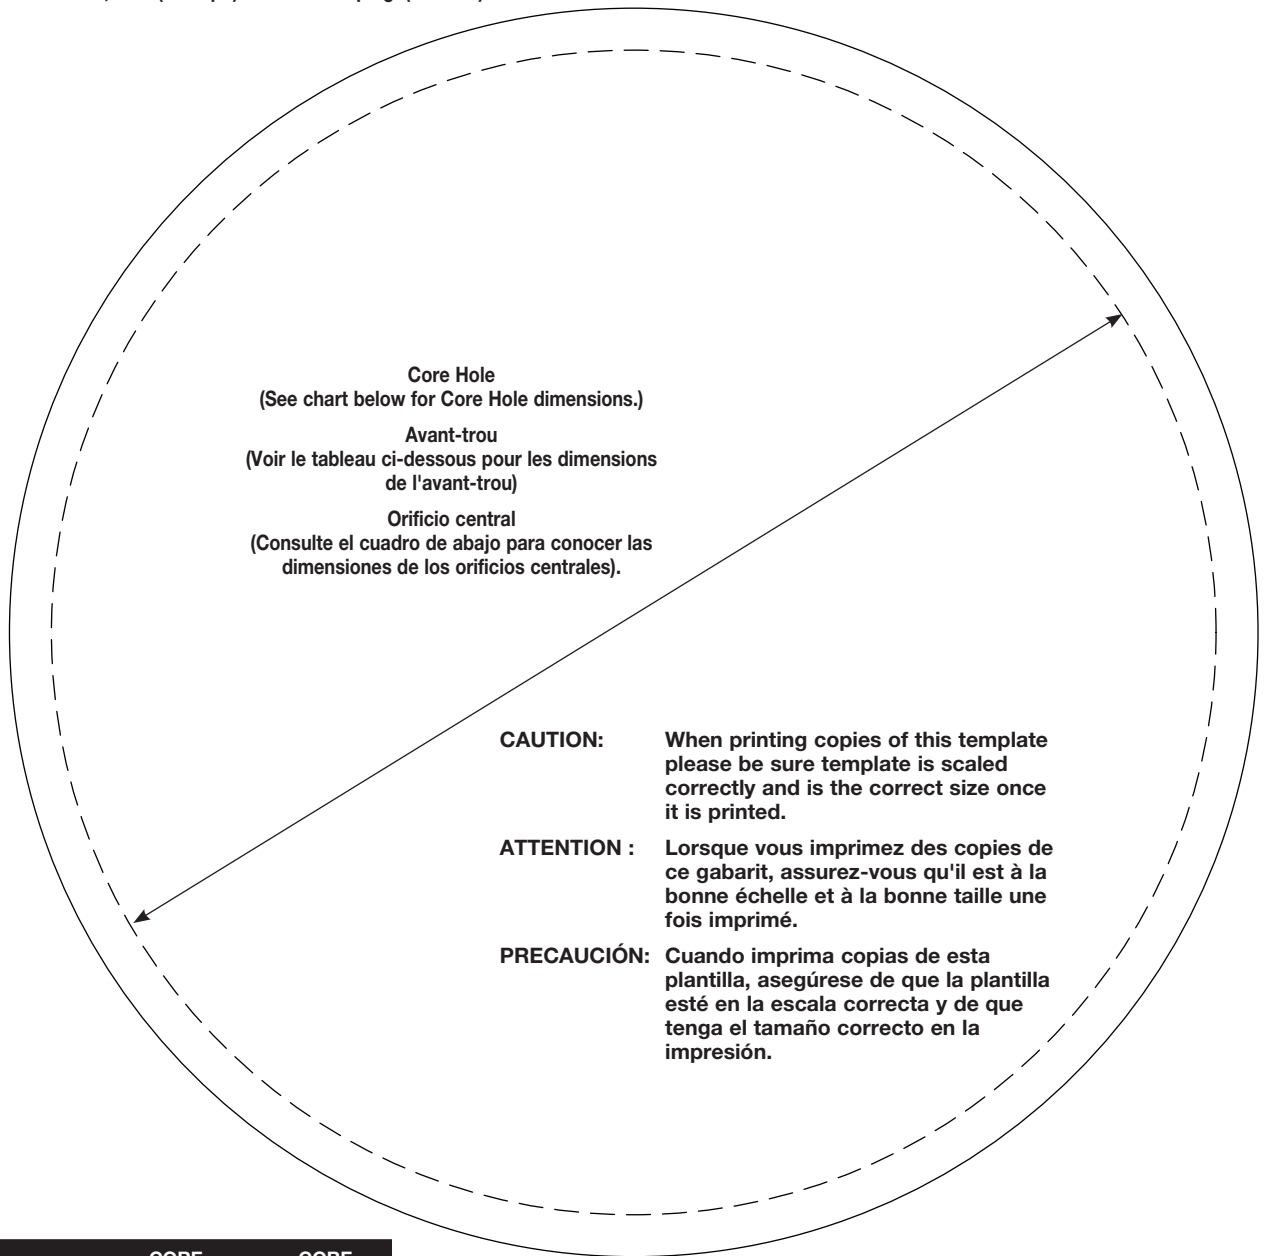 Core Hole
(See chart below for Core Hole dimensions.)
Avant-trou
(Voir le tableau ci-dessous pour les dimensions
de l'avant-trou)
Orificio central
(Consulte el cuadro de abajo para conocer las
dimensiones de los orificios centrales).
CAUTION: When printing copies of this template
please be sure template is scaled
correctly and is the correct size once
it is printed.
ATTENTION : Lorsque vous imprimez des copies de
ce gabarit, assurez-vous qu'il est à la
bonne échelle et à la bonne taille une
fois imprimé.
PRECAUCIÓN: Cuando imprima copias de esta
plantilla, asegúrese de que la plantilla
esté en la escala correcta y de que
tenga el tamaño correcto en la
impresión.
CORE CORE